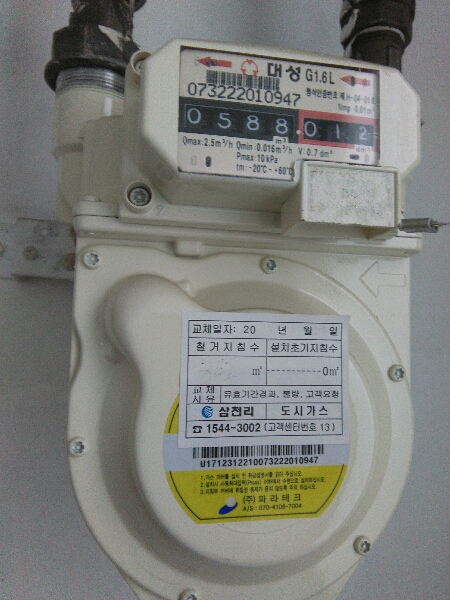 대성 G1.6L
073222010947
0588.012
m³
Qmax: 2.5m³/h Qmin: 0.016m³/h V: 0.7 dm³
Pmax: 10 kPa
tm: -20℃ ~ +60℃
교체일자: 20 년 월 일
철거지침수 설치초기지침수
m³ ----------0m³
교체사유 유효기간경과, 불량, 고객요청
삼천리 도시가스
☎ 1544-3002 (고객센터번호 13)
U1712312210073222010947
(주)파라테크
A/S : 070-4106-7004